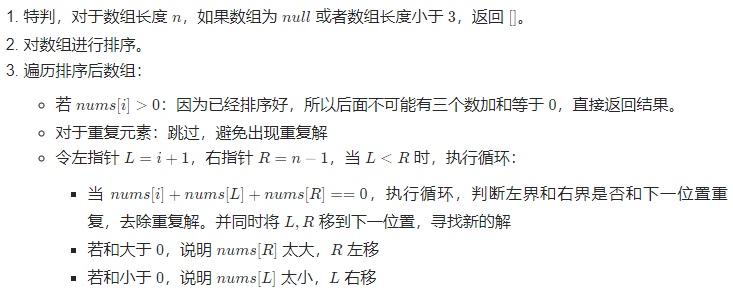 1. 特判，对于数组长度 n，如果数组为 null 或者数组长度小于 3，返回 []。
2. 对数组进行排序。
3. 遍历排序后数组：
○ 若 nums[i] > 0：因为已经排序好，所以后面不可能有三个数加和等于 0，直接返回结果。
○ 对于重复元素：跳过，避免出现重复解
○ 令左指针 L = i + 1，右指针 R = n − 1，当 L < R 时，执行循环：
■ 当 nums[i] + nums[L] + nums[R] == 0，执行循环，判断左界和右界是否和下一位置重
复，去除重复解。并同时将 L, R 移到下一位置，寻找新的解
■ 若和大于 0，说明 nums[R] 太大，R 左移
■ 若和小于 0，说明 nums[L] 太小，L 右移